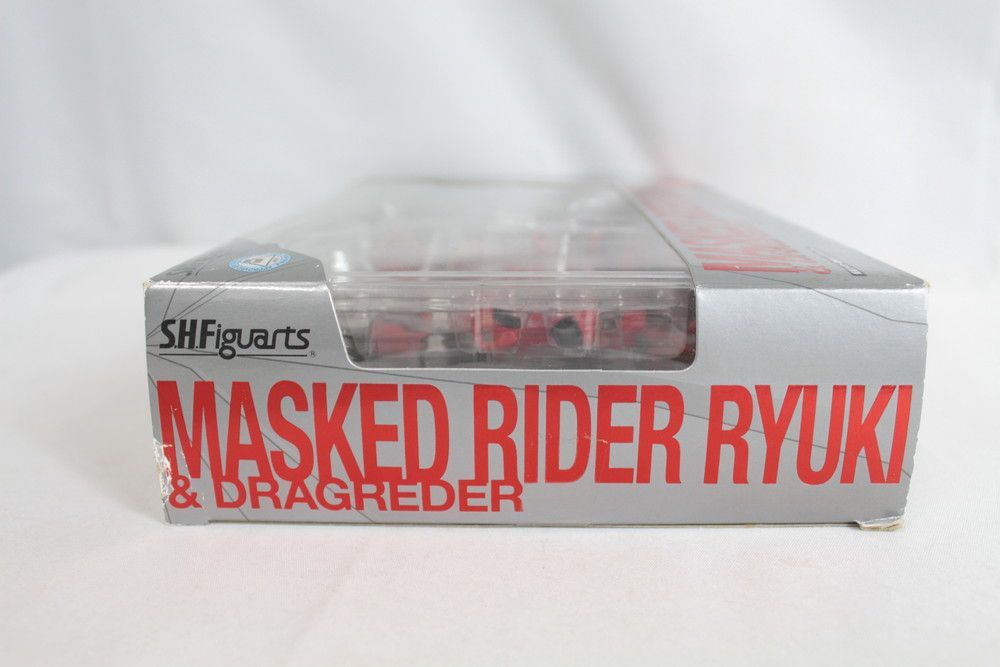 S.H.Figuarts®
MASKED RIDER RYUKI
& DRAGREDER